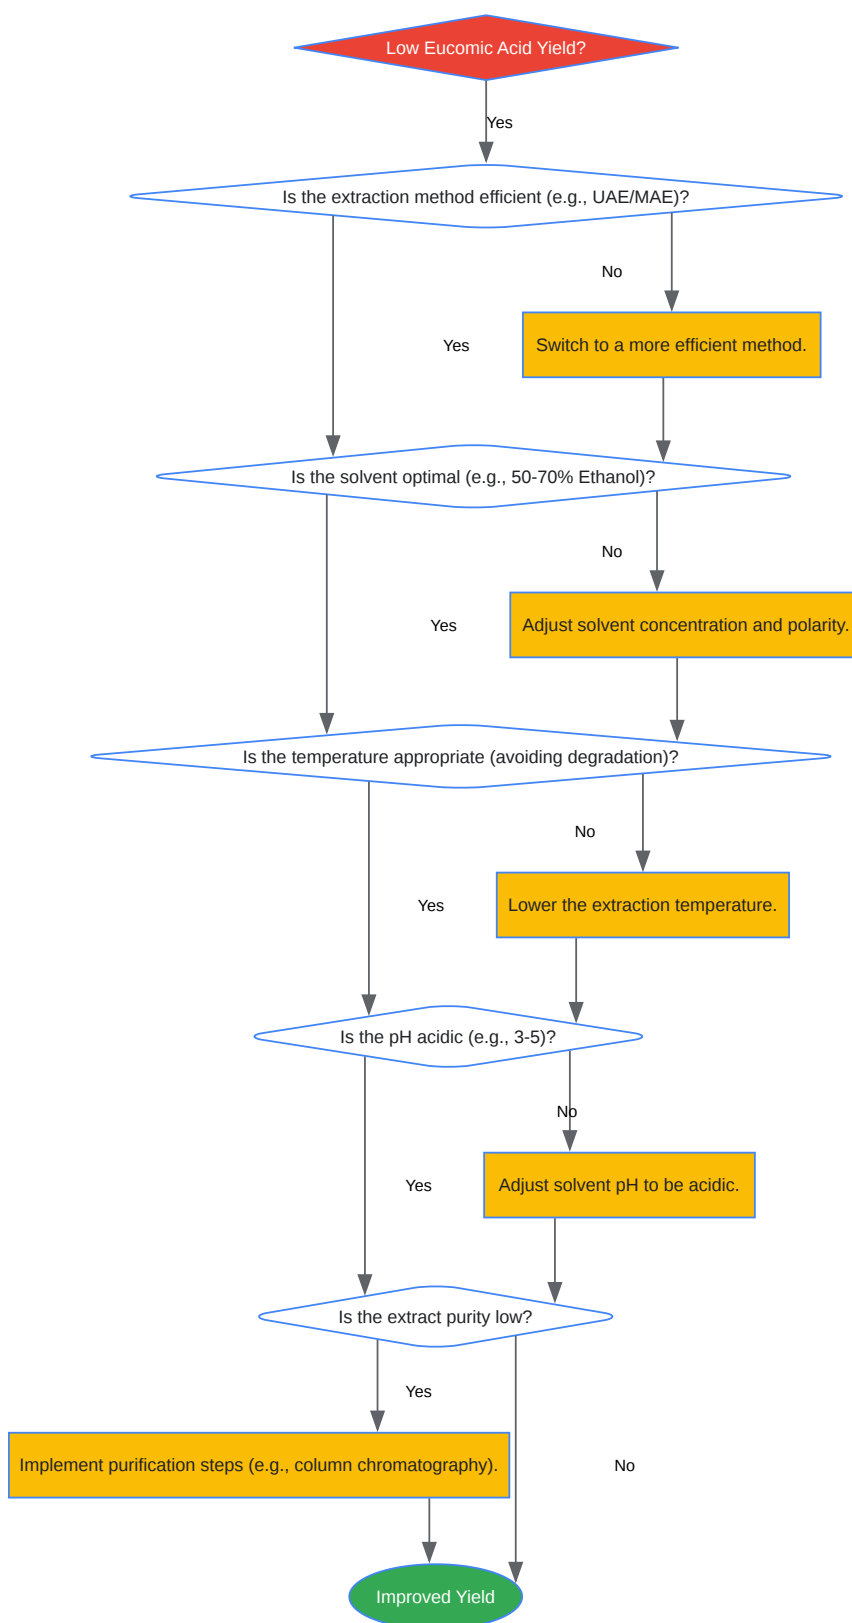 Low Eucomic Acid Yield?
Yes
Is the extraction method efficient (e.g., UAE/MAE)?
No
Yes
Switch to a more efficient method.
Is the solvent optimal (e.g., 50-70% Ethanol)?
No
Yes
Adjust solvent concentration and polarity.
Is the temperature appropriate (avoiding degradation)?
No
Yes
Lower the extraction temperature.
Is the pH acidic (e.g., 3-5)?
No
Yes
Adjust solvent pH to be acidic.
Is the extract purity low?
Yes
Implement purification steps (e.g., column chromatography).
No
Improved Yield